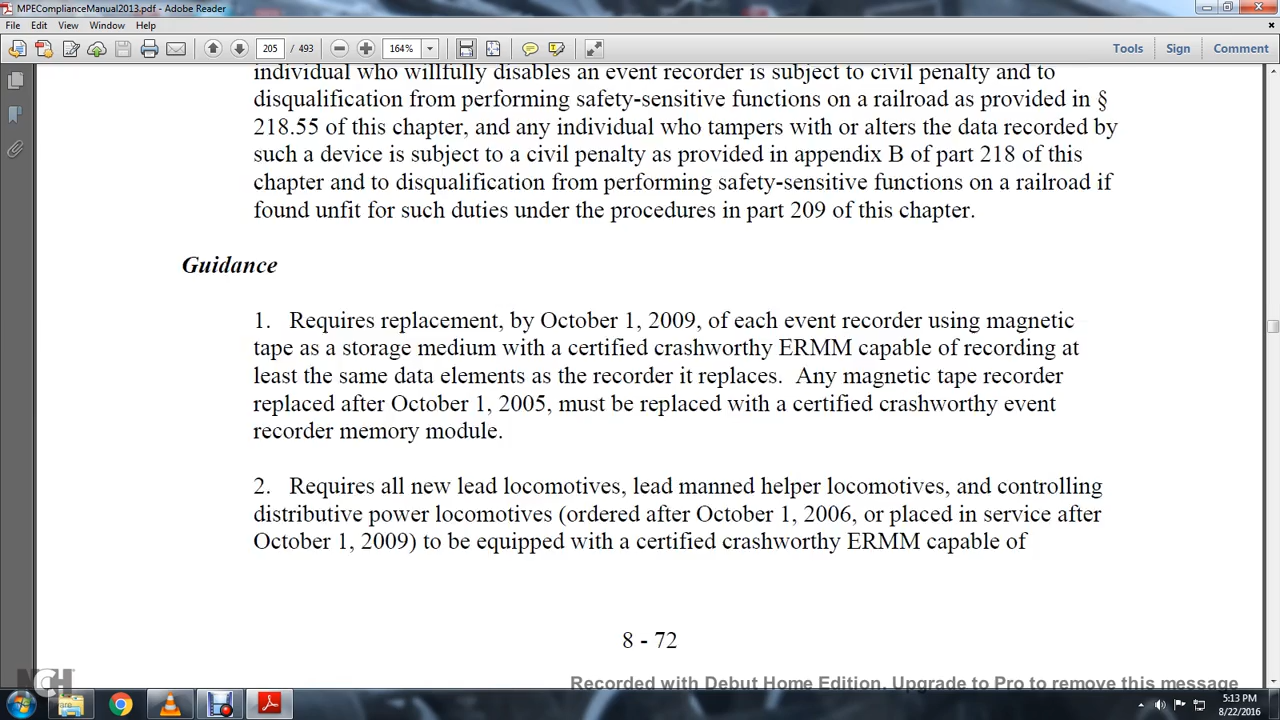 MPEComplianceManual2013.pdf - Adobe Reader
File Edit View Window Help
205 / 493 164% Tools Sign Comment
individual who willfully disables an event recorder is subject to civil penalty and to
disqualification from performing safety-sensitive functions on a railroad as provided in §
218.55 of this chapter, and any individual who tampers with or alters the data recorded by
such a device is subject to a civil penalty as provided in appendix B of part 218 of this
chapter and to disqualification from performing safety-sensitive functions on a railroad if
found unfit for such duties under the procedures in part 209 of this chapter.
Guidance
1. Requires replacement, by October 1, 2009, of each event recorder using magnetic
tape as a storage medium with a certified crashworthy ERMM capable of recording at
least the same data elements as the recorder it replaces. Any magnetic tape recorder
replaced after October 1, 2005, must be replaced with a certified crashworthy event
recorder memory module.
2. Requires all new lead locomotives, lead manned helper locomotives, and controlling
distributive power locomotives (ordered after October 1, 2006, or placed in service after
October 1, 2009) to be equipped with a certified crashworthy ERMM capable of
8 - 72
NCH
Recorded with Debut Home Edition. Upgrade to Pro to remove this message
5:13 PM
8/22/2016